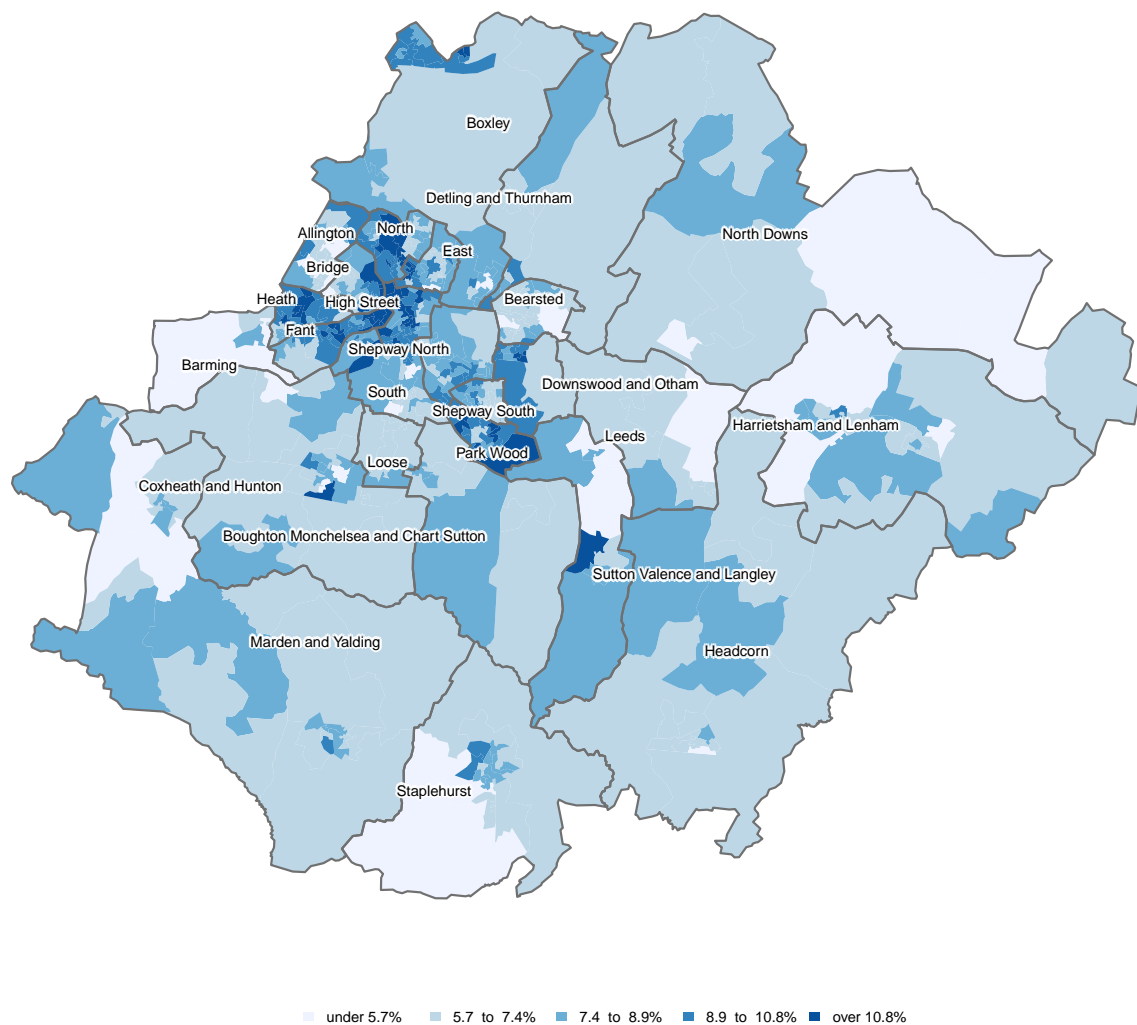 Boxley
Detling and Thurnham
North
Allington
North Downs
East
Bridge
Heath
High Street
Bearsted
Fant
Shepway North
Barming
Downswood and Otham
South
Shepway South
Harrietsham and Lenham
Leeds
Park Wood
Loose
Coxheath and Hunton
Boughton Monchelsea and Chart Sutton
Sutton Valence and Langley
Marden and Yalding
Headcorn
Staplehurst
under 5.7% 5.7 to 7.4% 7.4 to 8.9% 8.9 to 10.8% over 10.8%